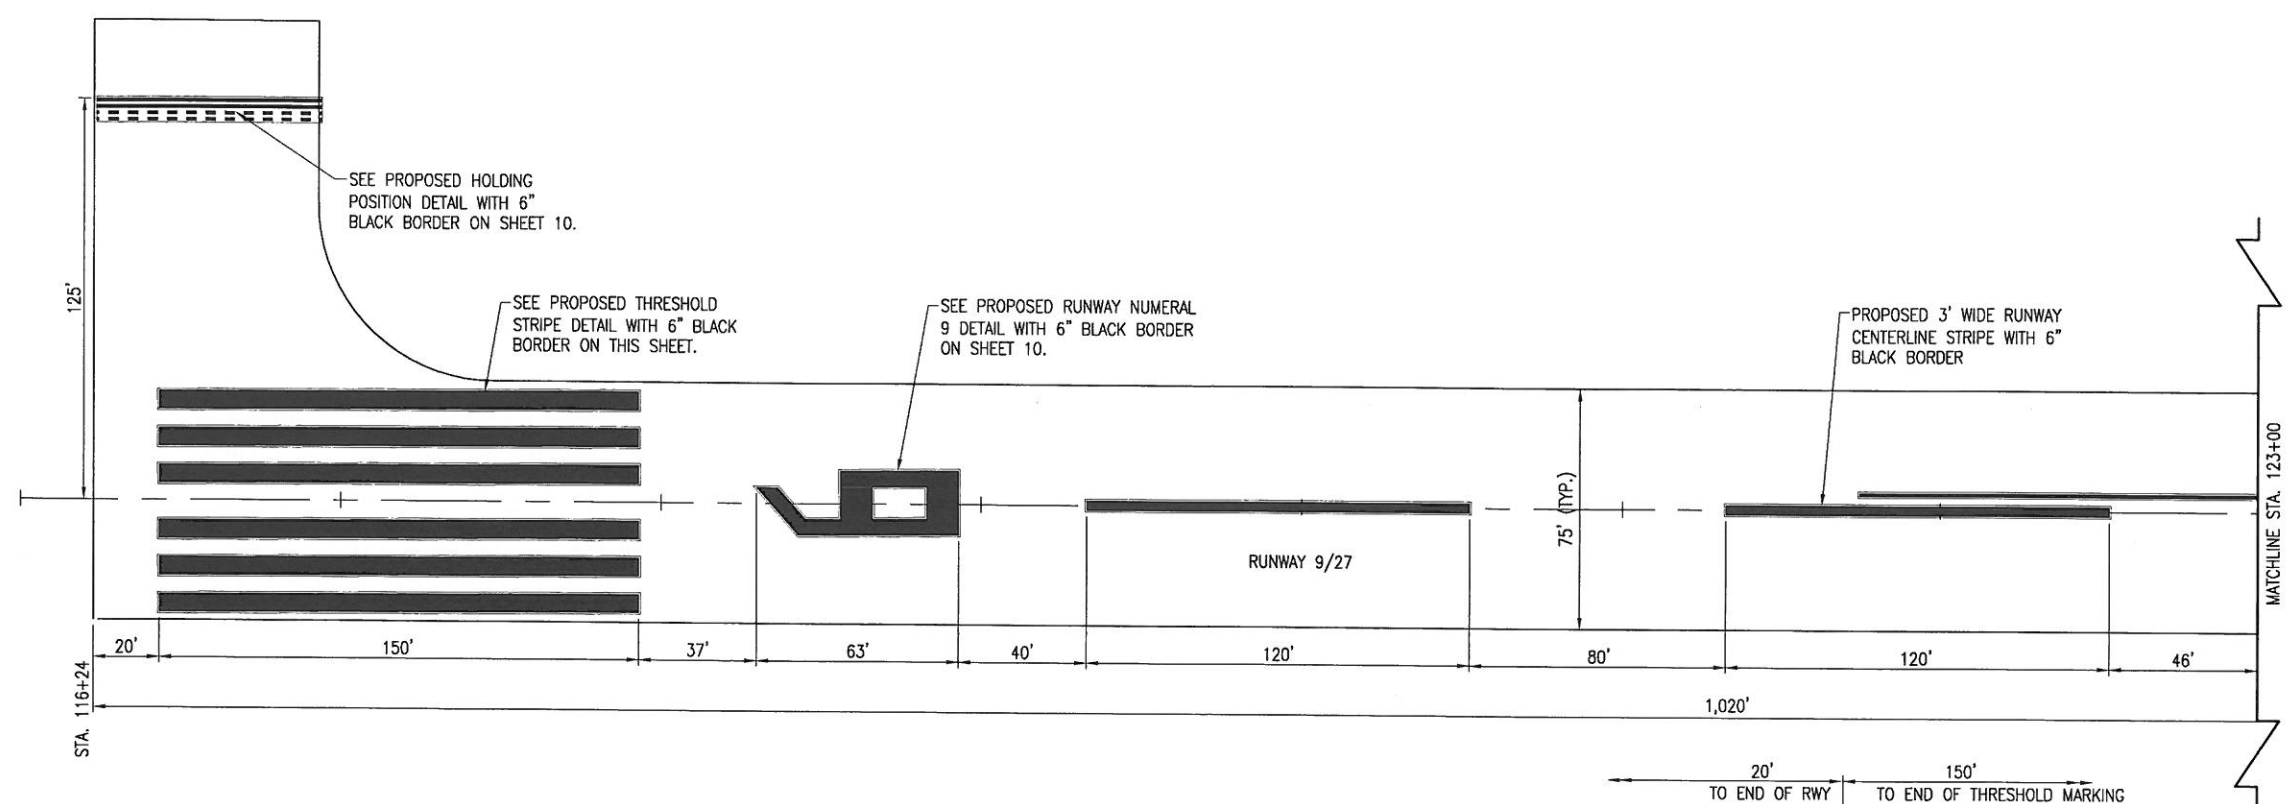 SEE PROPOSED HOLDING
POSITION DETAIL WITH 6"
BLACK BORDER ON SHEET 10.
125'
SEE PROPOSED THRESHOLD
STRIPE DETAIL WITH 6" BLACK
BORDER ON THIS SHEET.
SEE PROPOSED RUNWAY NUMERAL
9 DETAIL WITH 6" BLACK BORDER
ON SHEET 10.
PROPOSED 3' WIDE RUNWAY
CENTERLINE STRIPE WITH 6"
BLACK BORDER
75' (TYP.)
MATCHLINE STA. 123+00
RUNWAY 9/27
20' 150' 37' 63' 40' 120' 80' 120' 46'
STA. 116+24
1,020'
20' 150'
TO END OF RWY TO END OF THRESHOLD MARKING